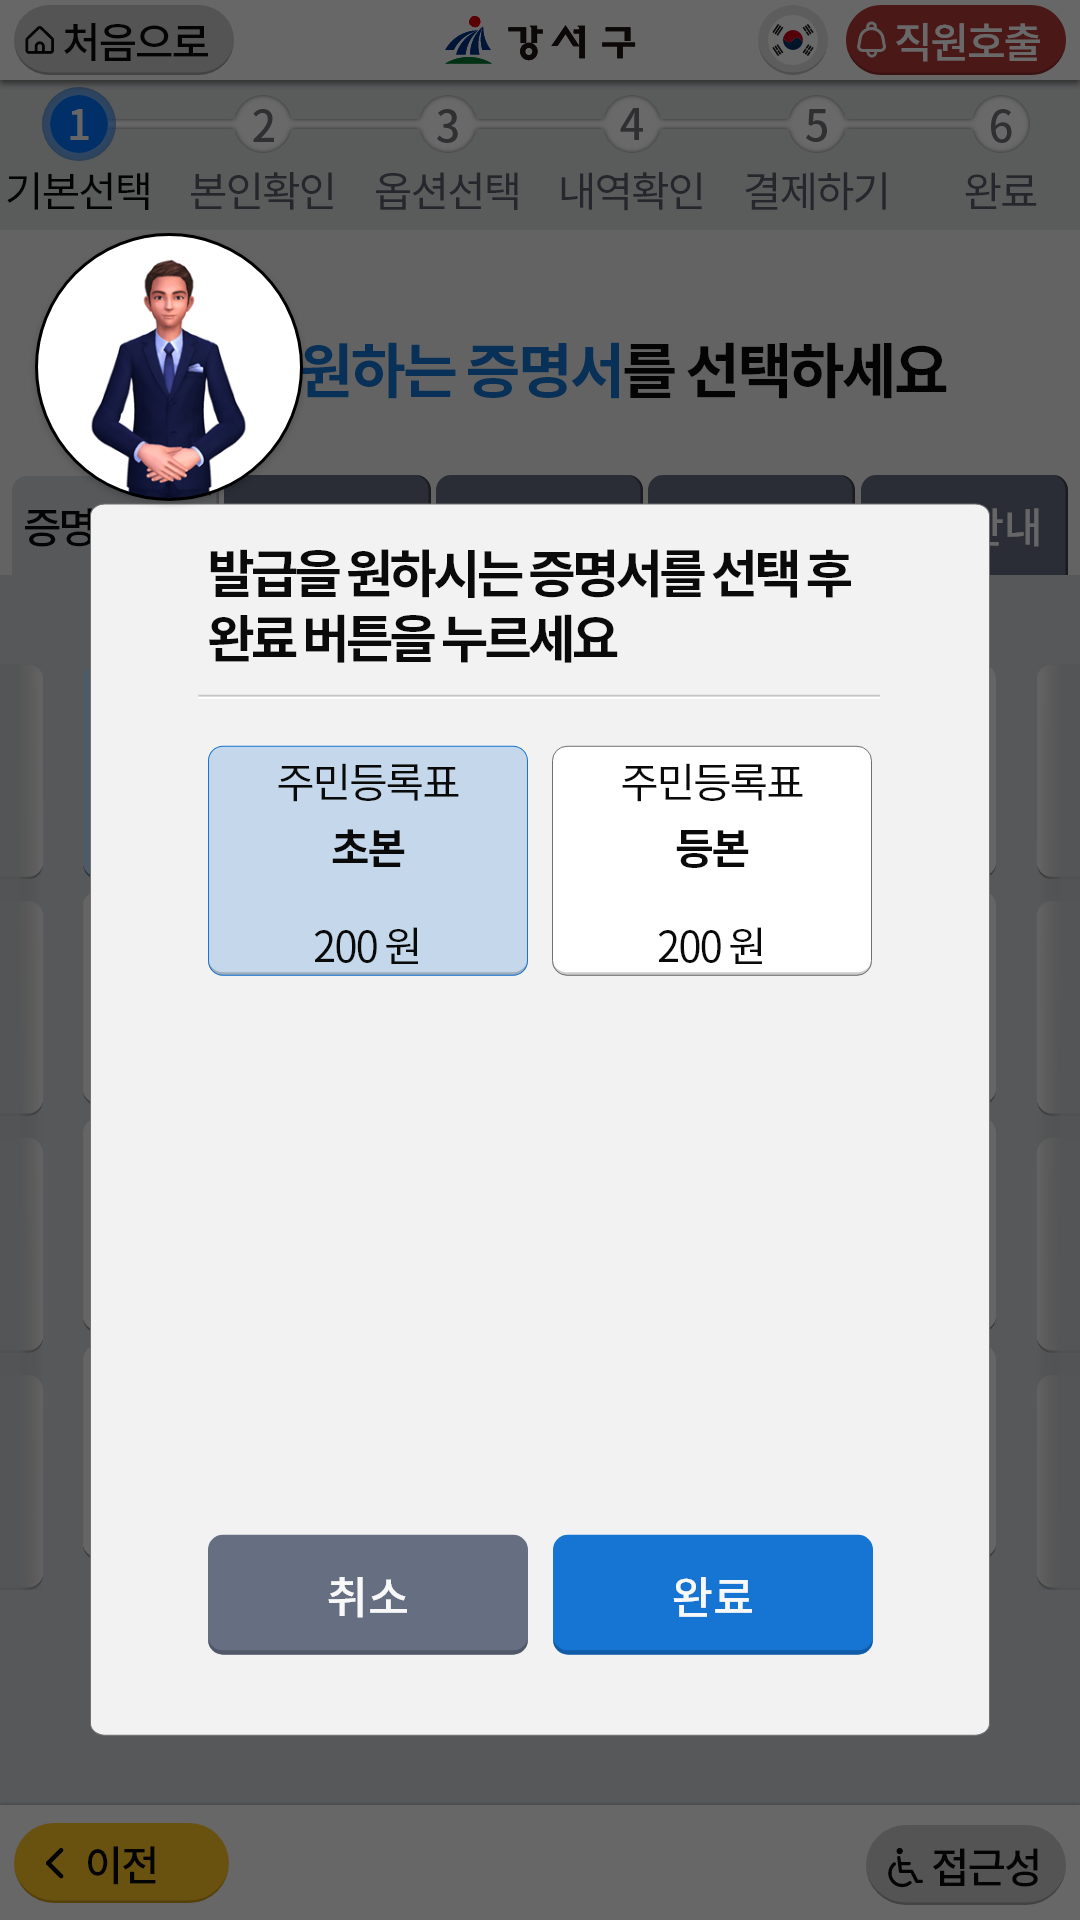 처음으로
강서구
직원호출
1 2 3 4 5 6
기본선택 본인확인 옵션선택 내역확인 결제하기 완료
원하는 증명서를 선택하세요
증명
안내
발급을 원하시는 증명서를 선택 후
완료 버튼을 누르세요
주민등록표 주민등록표
초본 등본
200 원 200 원
취소 완료
이전
접근성